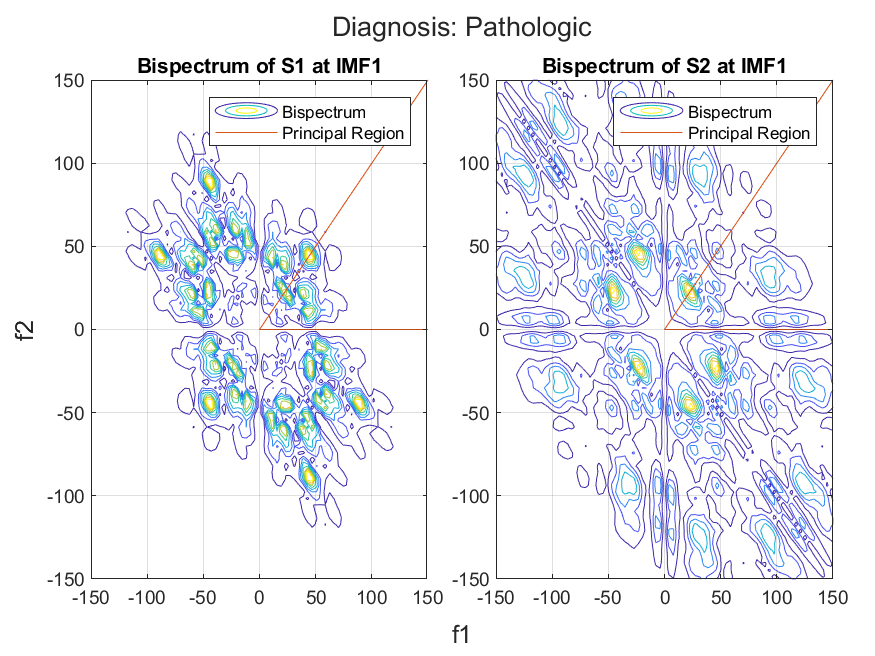 Diagnosis: Pathologic
Bispectrum of S1 at IMF1
150
100
50
0
-50
-100
-150
-150 -100 -50 0 50 100 150
Bispectrum
Principal Region
Bispectrum of S2 at IMF1
150
100
50
0
-50
-100
-150
-150 -100 -50 0 50 100 150
Bispectrum
Principal Region
f2
f1